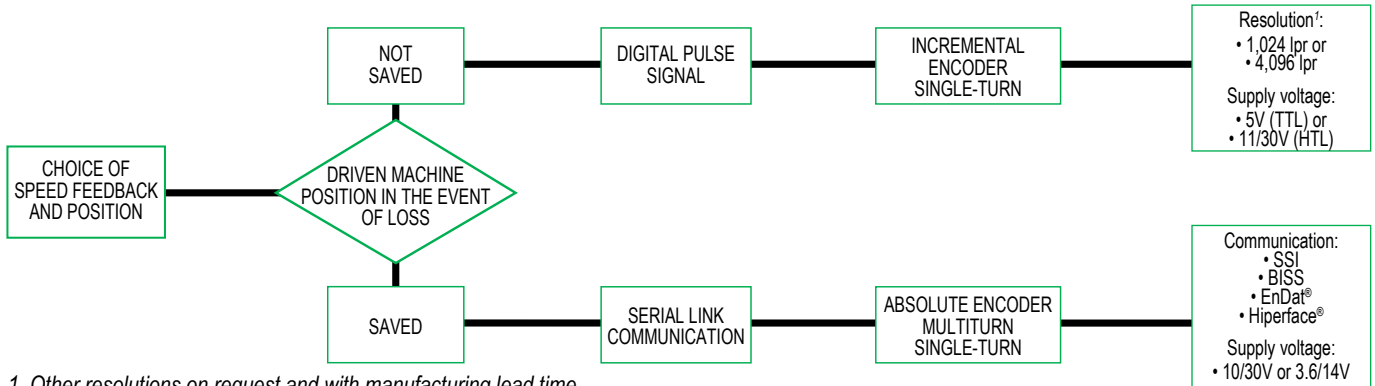 CHOICE OF
SPEED FEEDBACK
AND POSITION
DRIVEN MACHINE
POSITION IN THE EVENT
OF LOSS
NOT
SAVED
DIGITAL PULSE
SIGNAL
INCREMENTAL
ENCODER
SINGLE-TURN
Resolution¹:
• 1,024 lpr or
• 4,096 lpr
Supply voltage:
• 5V (TTL) or
• 11/30V (HTL)
SAVED
SERIAL LINK
COMMUNICATION
ABSOLUTE ENCODER
MULTITURN
SINGLE-TURN
Communication:
• SSI
• BISS
• EnDat®
• Hiperface®
Supply voltage:
• 10/30V or 3.6/14V
1. Other resolutions on request and with manufacturing lead time